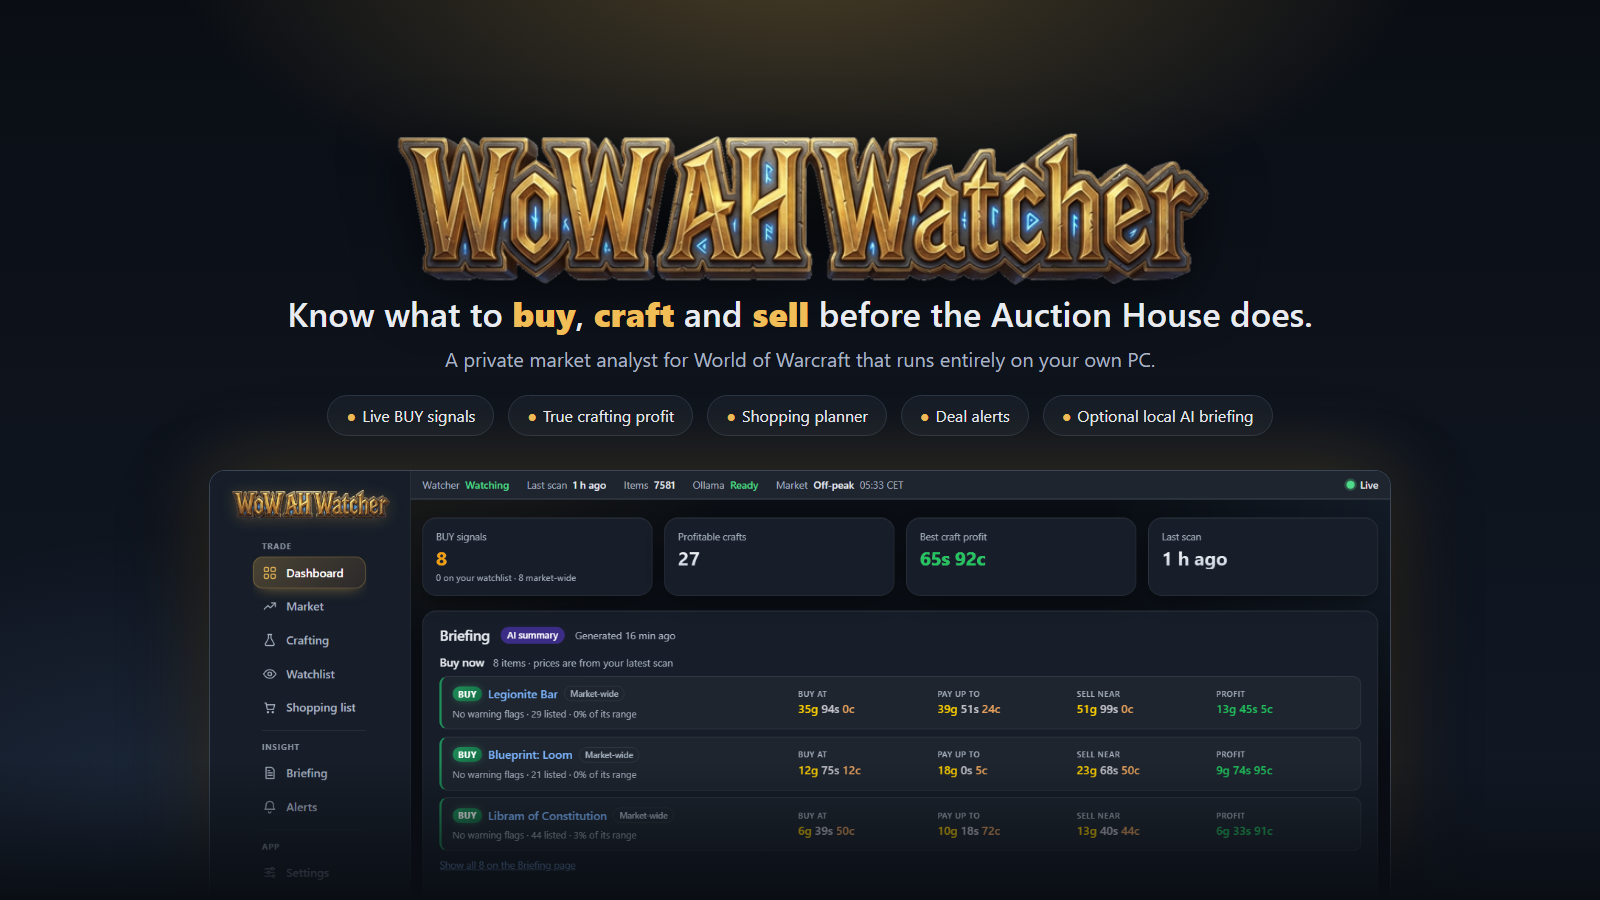 WoW AH Watcher
Know what to buy, craft and sell before the Auction House does.
A private market analyst for World of Warcraft that runs entirely on your own PC.
Live BUY signals
True crafting profit
Shopping planner
Deal alerts
Optional local AI briefing
WoW AH Watcher
Watcher Watching Last scan 1 h ago Items 7581 Ollama Ready Market Off-peak 05:33 CET Live
TRADE
Dashboard
Market
Crafting
Watchlist
Shopping list
INSIGHT
Briefing
Alerts
APP
Settings
BUY signals
8
0 on your watchlist · 8 market-wide
Profitable crafts
27
Best craft profit
65s 92c
Last scan
1 h ago
Briefing AI summary Generated 16 min ago
Buy now 8 items · prices are from your latest scan
BUY Legionite Bar Market-wide
No warning flags · 29 listed · 0% of its range
BUY AT
35g 94s 0c
PAY UP TO
39g 51s 24c
SELL NEAR
51g 99s 0c
PROFIT
13g 45s 5c
BUY Blueprint: Loom Market-wide
No warning flags · 21 listed · 0% of its range
BUY AT
12g 75s 12c
PAY UP TO
18g 0s 5c
SELL NEAR
23g 68s 50c
PROFIT
9g 74s 95c
BUY Libram of Constitution Market-wide
No warning flags · 44 listed · 3% of its range
BUY AT
6g 39s 50c
PAY UP TO
10g 18s 72c
SELL NEAR
13g 40s 44c
PROFIT
6g 33s 91c
Show all 8 on the Briefing page